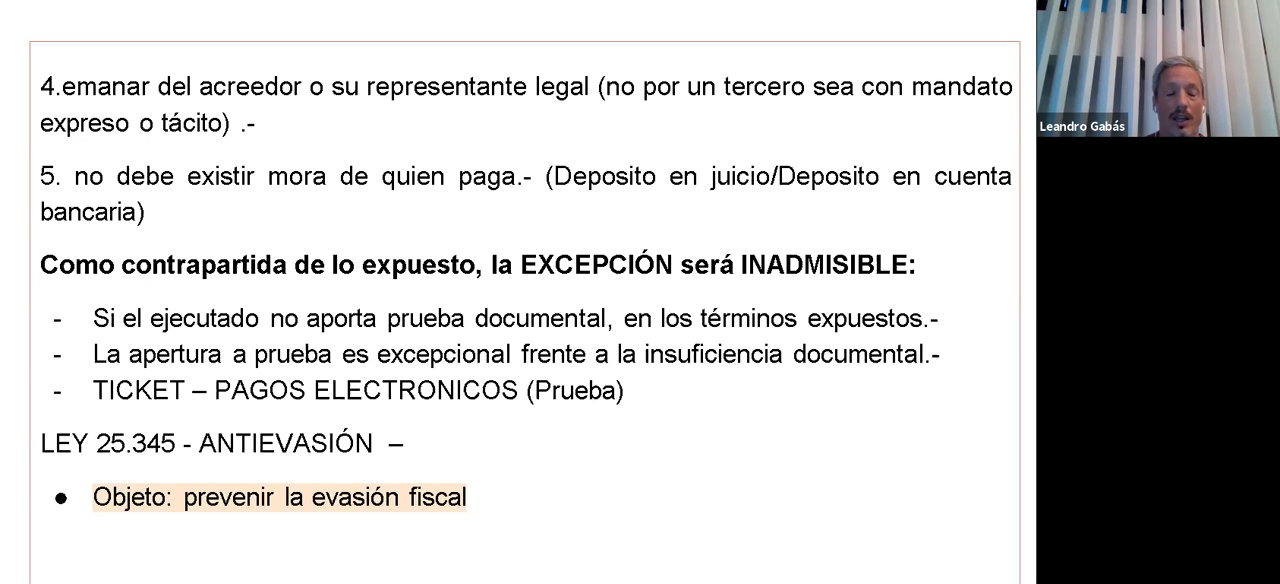 4.emanar del acreedor o su representante legal (no por un tercero sea con mandato
expreso o tácito) .-
5. no debe existir mora de quien paga.- (Deposito en juicio/Deposito en cuenta
bancaria)
Como contrapartida de lo expuesto, la EXCEPCIÓN será INADMISIBLE:
- Si el ejecutado no aporta prueba documental, en los términos expuestos.-
- La apertura a prueba es excepcional frente a la insuficiencia documental.-
- TICKET – PAGOS ELECTRONICOS (Prueba)
LEY 25.345 - ANTIEVASIÓN –
● Objeto: prevenir la evasión fiscal
Leandro Gabás